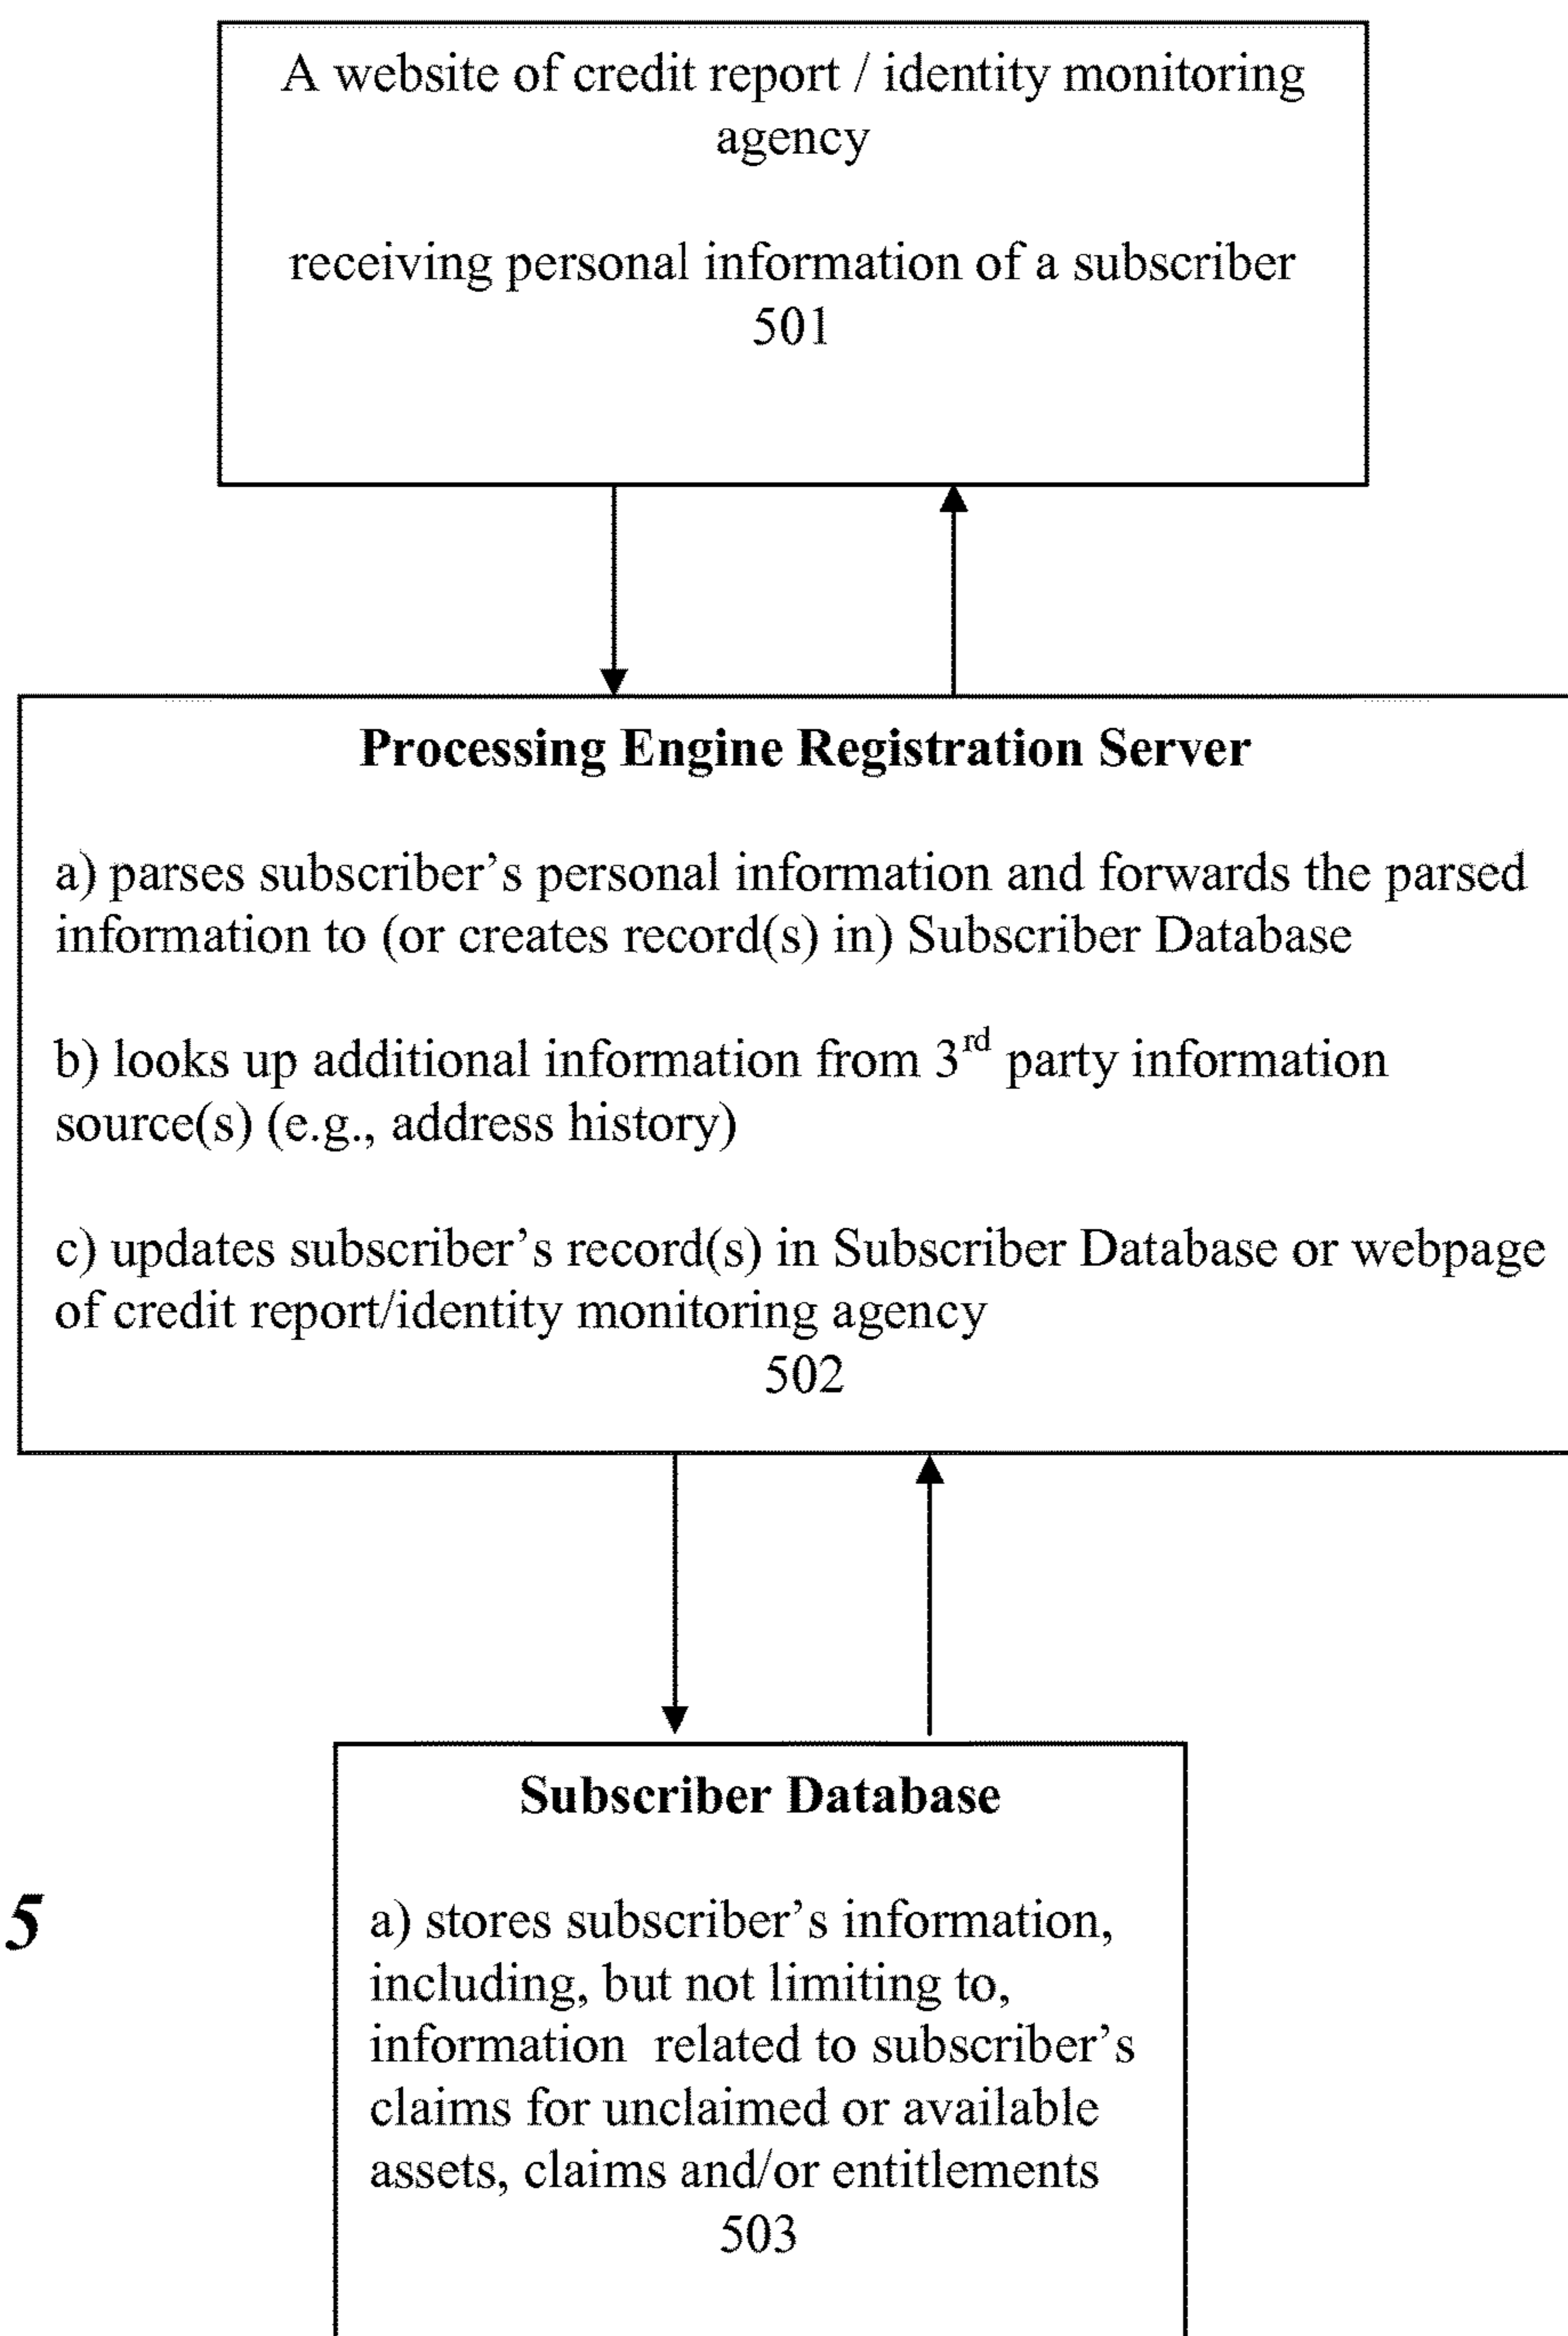 A website of credit report / identity monitoring
agency
receiving personal information of a subscriber
501
Processing Engine Registration Server
a) parses subscriber’s personal information and forwards the parsed
information to (or creates record(s) in) Subscriber Database
b) looks up additional information from 3rd party information
source(s) (e.g., address history)
c) updates subscriber’s record(s) in Subscriber Database or webpage
of credit report/identity monitoring agency
502
Subscriber Database
a) stores subscriber’s information,
including, but not limiting to,
information  related to subscriber’s
claims for unclaimed or available
assets, claims and/or entitlements
503
5